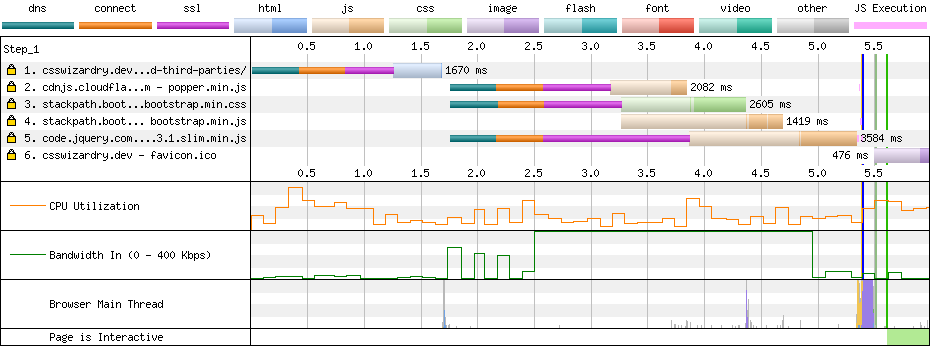 dns connect ssl html js css image flash font video other JS Execution
Step_1 0.5 1.0 1.5 2.0 2.5 3.0 3.5 4.0 4.5 5.0 5.5
1. csswizardry.dev...d-third-parties/ 1670 ms
2. cdnjs.cloudfla...m - popper.min.js 2082 ms
3. stackpath.boot...bootstrap.min.css 2605 ms
4. stackpath.boot... bootstrap.min.js 1419 ms
5. code.jquery.com....3.1.slim.min.js 3584 ms
6. csswizardry.dev - favicon.ico 476 ms
0.5 1.0 1.5 2.0 2.5 3.0 3.5 4.0 4.5 5.0 5.5
CPU Utilization
Bandwidth In (0 - 400 Kbps)
Browser Main Thread
Page is Interactive